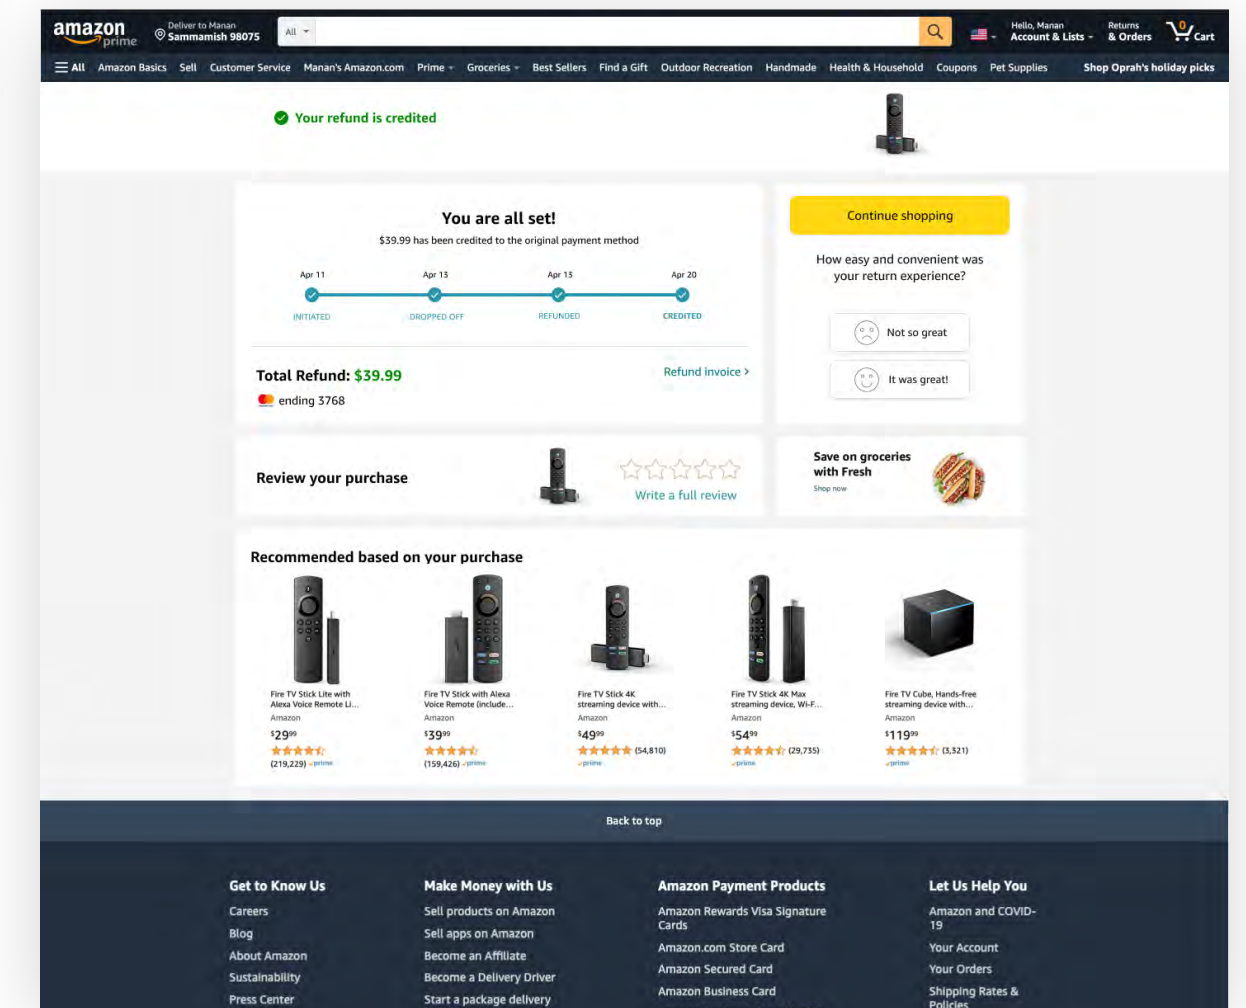 amazon
prime
Deliver to Manan
Sammamish 98075
All
Hello, Manan
Account & Lists
Returns
& Orders
0
Cart
All
Amazon Basics
Sell
Customer Service
Manan's Amazon.com
Prime
Groceries
Best Sellers
Find a Gift
Outdoor Recreation
Handmade
Health & Household
Coupons
Pet Supplies
Shop Oprah's holiday picks
Your refund is credited
You are all set!
$39.99 has been credited to the original payment method
Apr 11
Apr 13
Apr 15
Apr 20
INITIATED
DROPPED OFF
REFUNDED
CREDITED
Total Refund: $39.99
Refund invoice >
ending 3768
Continue shopping
How easy and convenient was
your return experience?
Not so great
It was great!
Review your purchase
Write a full review
Save on groceries
with Fresh
Shop now
Recommended based on your purchase
Fire TV Stick Lite with
Alexa Voice Remote Li...
Amazon
$29⁹⁹
(219,229) prime
Fire TV Stick with Alexa
Voice Remote (include...
Amazon
$39⁹⁹
(159,426) prime
Fire TV Stick 4K
streaming device with...
Amazon
$49⁹⁹
(54,810)
prime
Fire TV Stick 4K Max
streaming device, Wi-F...
Amazon
$54⁹⁹
(29,735)
prime
Fire TV Cube, Hands-free
streaming device with...
Amazon
$119⁹⁹
(3,321)
prime
Back to top
Get to Know Us
Careers
Blog
About Amazon
Sustainability
Press Center
Make Money with Us
Sell products on Amazon
Sell apps on Amazon
Become an Affiliate
Become a Delivery Driver
Start a package delivery
Amazon Payment Products
Amazon Rewards Visa Signature
Cards
Amazon.com Store Card
Amazon Secured Card
Amazon Business Card
Let Us Help You
Amazon and COVID-
19
Your Account
Your Orders
Shipping Rates &
Policies